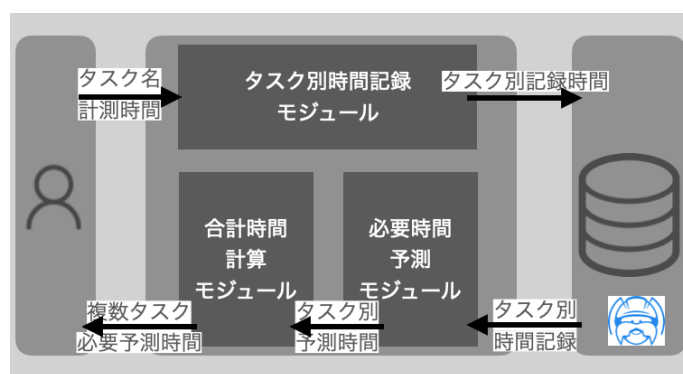 タスク名
計測時間
タスク別時間記録
モジュール
タスク別記録時間
合計時間
計算
モジュール
必要時間
予測
モジュール
複数タスク
必要予測時間
タスク別
予測時間
タスク別
時間記録